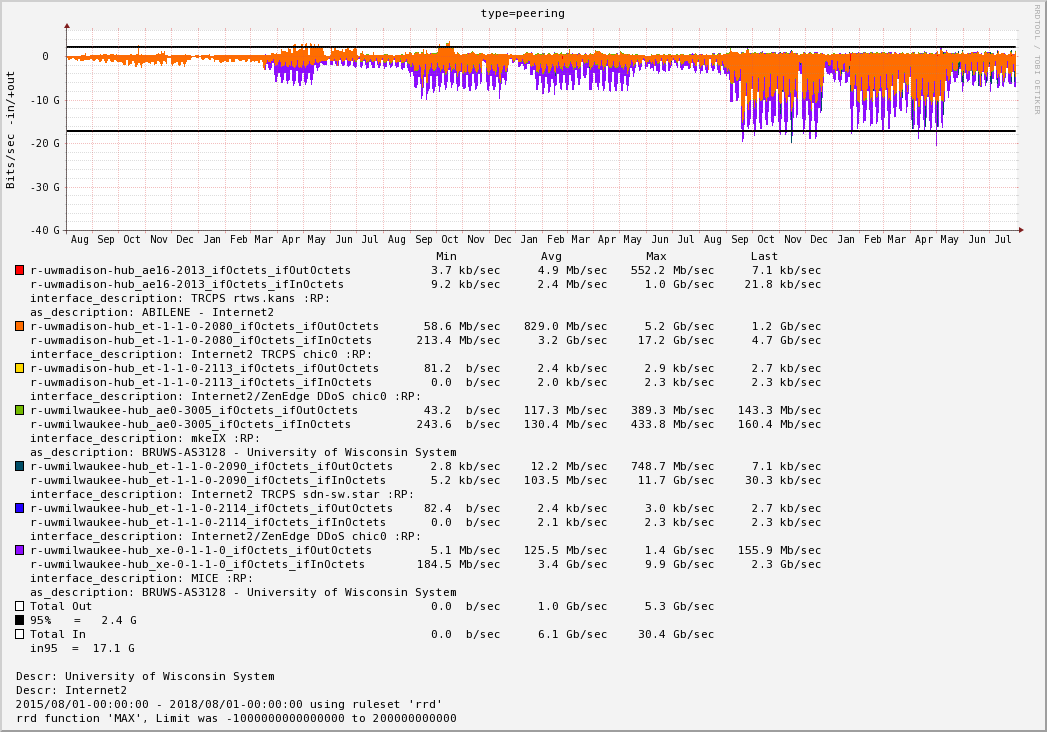 type=peering
RRDTOOL / TOBI OETIKER
Bits/sec -in/+out
0
-10 G
-20 G
-30 G
-40 G
Aug Sep Oct Nov Dec Jan Feb Mar Apr May Jun Jul Aug Sep Oct Nov Dec Jan Feb Mar Apr May Jun Jul Aug Sep Oct Nov Dec Jan Feb Mar Apr May Jun Jul
Min Avg Max Last
r-uwmadison-hub_ae16-2013_ifOctets_ifOutOctets 3.7 kb/sec 4.9 Mb/sec 552.2 Mb/sec 7.1 kb/sec
r-uwmadison-hub_ae16-2013_ifOctets_ifInOctets 9.2 kb/sec 2.4 Mb/sec 1.0 Gb/sec 21.8 kb/sec
interface_description: TRCPS rtws.kans :RP:
as_description: ABILENE - Internet2
r-uwmadison-hub_et-1-1-0-2080_ifOctets_ifOutOctets 58.6 Mb/sec 829.0 Mb/sec 5.2 Gb/sec 1.2 Gb/sec
r-uwmadison-hub_et-1-1-0-2080_ifOctets_ifInOctets 213.4 Mb/sec 3.2 Gb/sec 17.2 Gb/sec 4.7 Gb/sec
interface_description: Internet2 TRCPS chic0 :RP:
r-uwmadison-hub_et-1-1-0-2113_ifOctets_ifOutOctets 81.2 b/sec 2.4 kb/sec 2.9 kb/sec 2.7 kb/sec
r-uwmadison-hub_et-1-1-0-2113_ifOctets_ifInOctets 0.0 b/sec 2.0 kb/sec 2.3 kb/sec 2.3 kb/sec
interface_description: Internet2/ZenEdge DDoS chic0 :RP:
r-uwmilwaukee-hub_ae0-3005_ifOctets_ifOutOctets 43.2 b/sec 117.3 Mb/sec 389.3 Mb/sec 143.3 Mb/sec
r-uwmilwaukee-hub_ae0-3005_ifOctets_ifInOctets 243.6 b/sec 130.4 Mb/sec 433.8 Mb/sec 160.4 Mb/sec
interface_description: mkeIX :RP:
as_description: BRUWS-AS3128 - University of Wisconsin System
r-uwmilwaukee-hub_et-1-1-0-2090_ifOctets_ifOutOctets 2.8 kb/sec 12.2 Mb/sec 748.7 Mb/sec 7.1 kb/sec
r-uwmilwaukee-hub_et-1-1-0-2090_ifOctets_ifInOctets 5.2 kb/sec 103.5 Mb/sec 11.7 Gb/sec 30.3 kb/sec
interface_description: Internet2 TRCPS sdn-sw.star :RP:
r-uwmilwaukee-hub_et-1-1-0-2114_ifOctets_ifOutOctets 82.4 b/sec 2.4 kb/sec 3.0 kb/sec 2.7 kb/sec
r-uwmilwaukee-hub_et-1-1-0-2114_ifOctets_ifInOctets 0.0 b/sec 2.1 kb/sec 2.3 kb/sec 2.3 kb/sec
interface_description: Internet2/ZenEdge DDoS chic0 :RP:
r-uwmilwaukee-hub_xe-0-1-1-0_ifOctets_ifOutOctets 5.1 Mb/sec 125.5 Mb/sec 1.4 Gb/sec 155.9 Mb/sec
r-uwmilwaukee-hub_xe-0-1-1-0_ifOctets_ifInOctets 184.5 Mb/sec 3.4 Gb/sec 9.9 Gb/sec 2.3 Gb/sec
interface_description: MICE :RP:
as_description: BRUWS-AS3128 - University of Wisconsin System
Total Out 0.0 b/sec 1.0 Gb/sec 5.3 Gb/sec
95% = 2.4 G
Total In 0.0 b/sec 6.1 Gb/sec 30.4 Gb/sec
in95 = 17.1 G
Descr: University of Wisconsin System
Descr: Internet2
2015/08/01-00:00:00 - 2018/08/01-00:00:00 using ruleset 'rrd'
rrd function 'MAX', Limit was -1000000000000000 to 200000000000